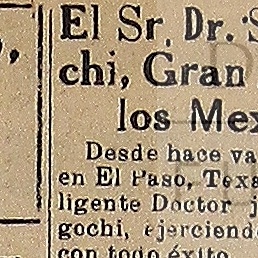 El Sr. Dr. S
chi, Gran
los Mex
Desde hace va
en El Paso, Texa
ligente Doctor j
gochi, ejerciend
con todo éxito